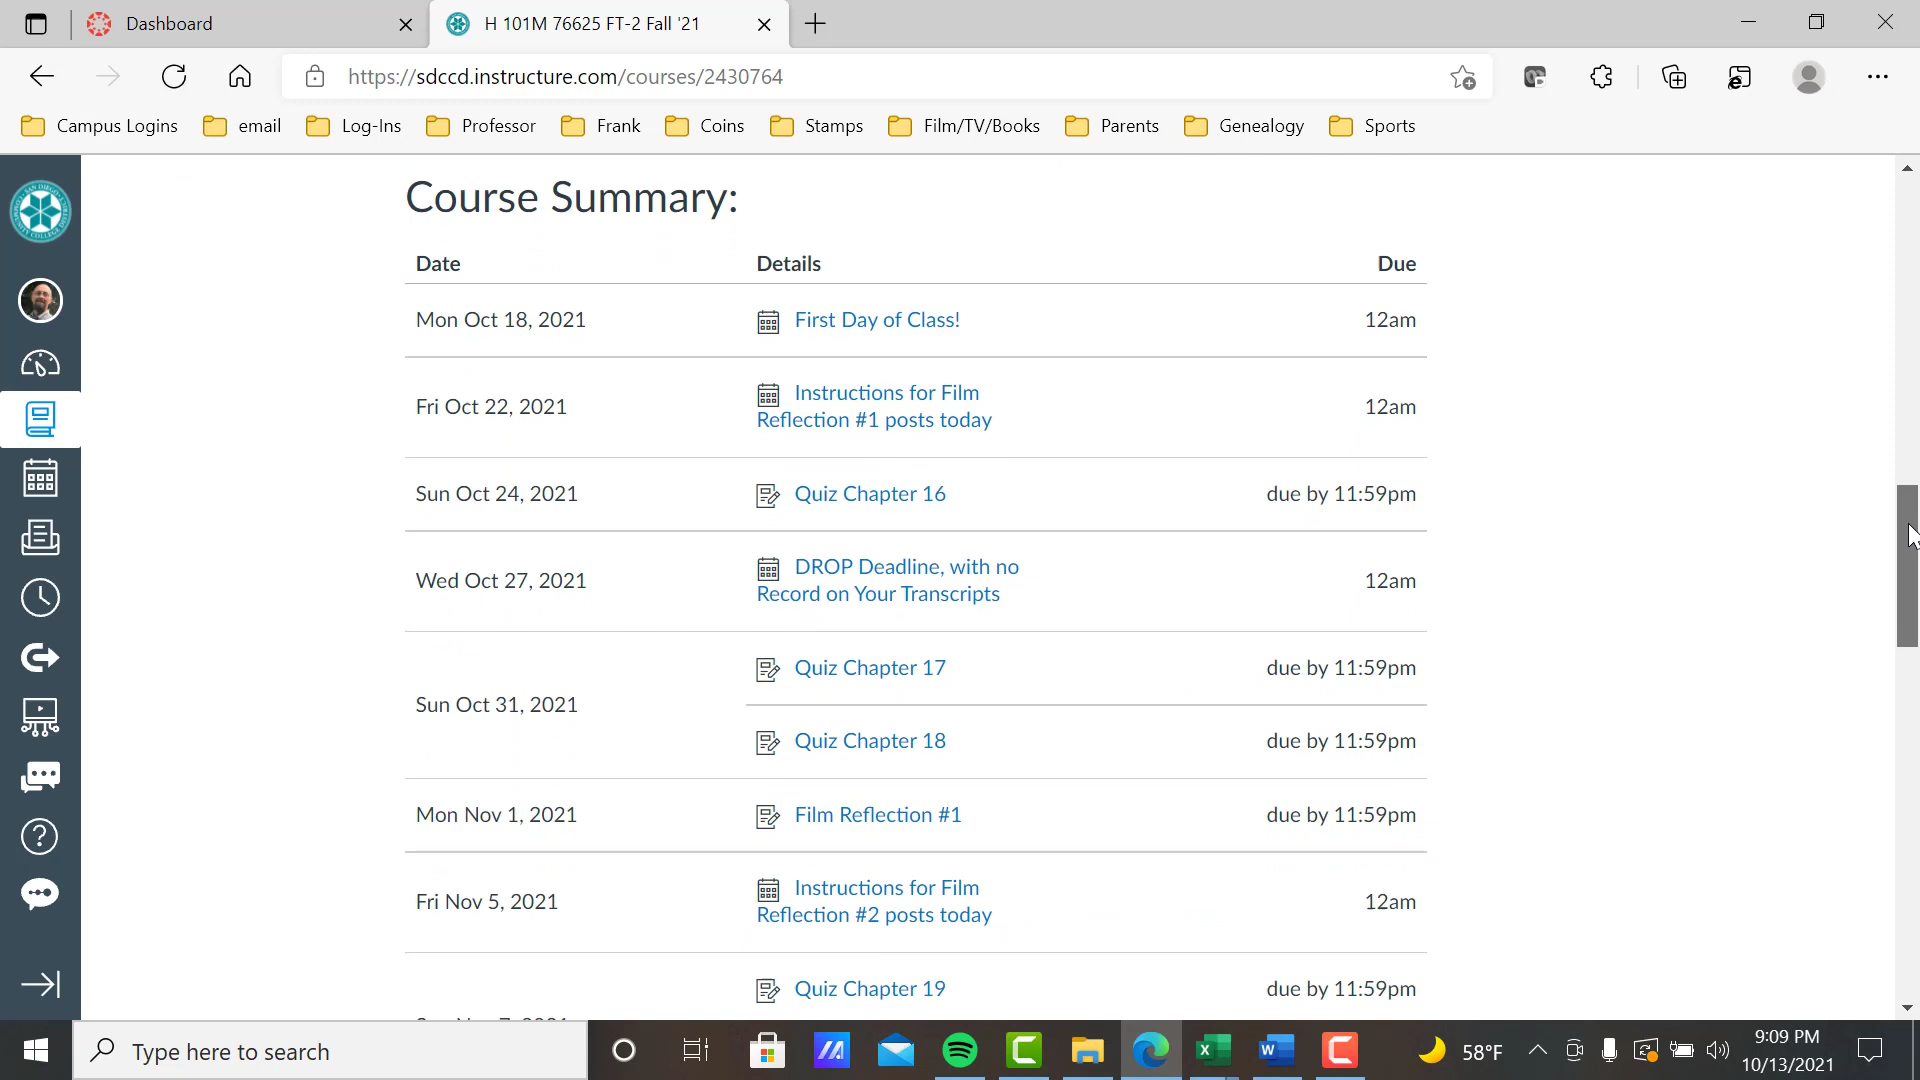 Dashboard
H 101M 76625 FT-2 Fall '21
https://sdccd.instructure.com/courses/2430764
Campus Logins
email
Log-Ins
Professor
Frank
Coins
Stamps
Film/TV/Books
Parents
Genealogy
Sports
Course Summary:
Date Details Due
Mon Oct 18, 2021 First Day of Class! 12am
Instructions for Film
Fri Oct 22, 2021 12am
Reflection #1 posts today
Sun Oct 24, 2021 Quiz Chapter 16 due by 11:59pm
DROP Deadline, with no
Wed Oct 27, 2021 12am
Record on Your Transcripts
Quiz Chapter 17 due by 11:59pm
Sun Oct 31, 2021
Quiz Chapter 18 due by 11:59pm
Mon Nov 1, 2021 Film Reflection #1 due by 11:59pm
Instructions for Film
Fri Nov 5, 2021 12am
Reflection #2 posts today
Quiz Chapter 19 due by 11:59pm
Type here to search
58°F
9:09 PM
10/13/2021